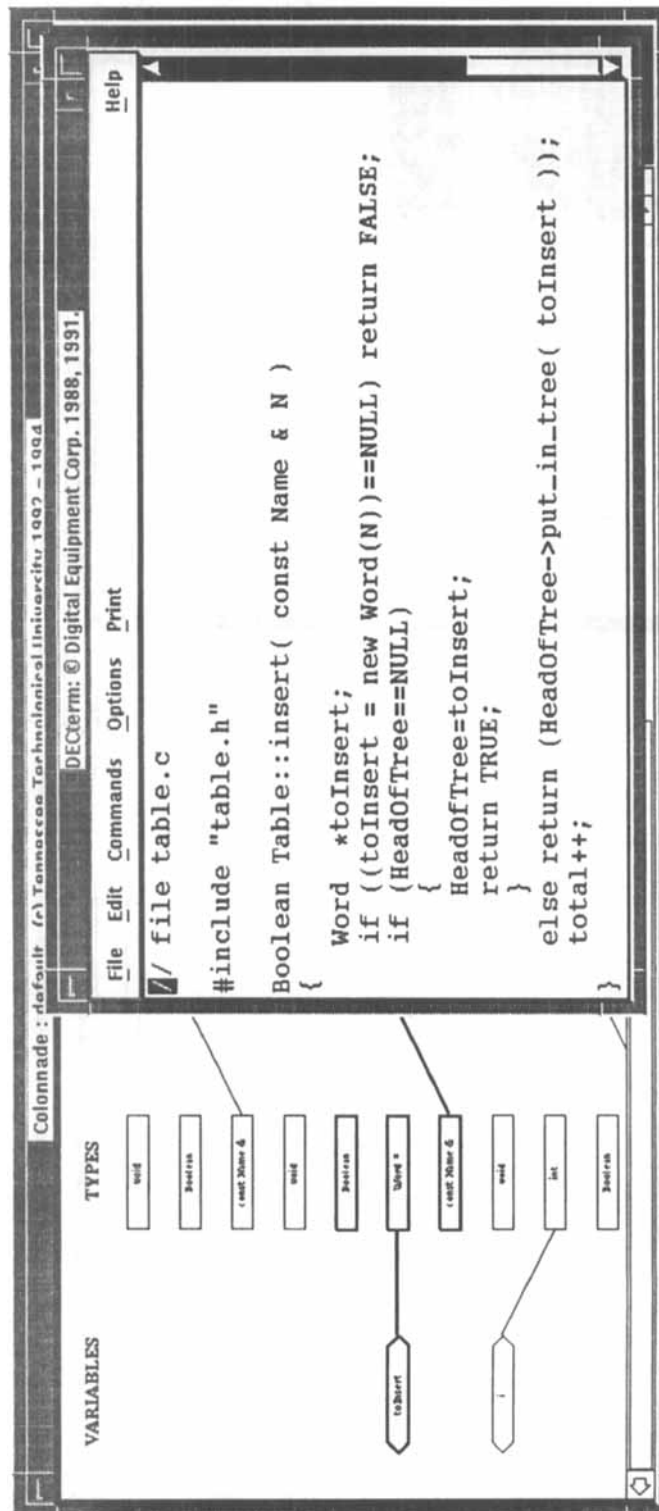 Colonnade : default (c) Tennessee Technological University 1992 - 1994
DECterm: © Digital Equipment Corp. 1988, 1991.
File Edit Commands Options Print Help
// file table.c
#include "table.h"
Boolean Table::insert( const Name & N )
{
Word *toInsert;
if ((toInsert = new Word(N))==NULL) return FALSE;
if (HeadOfTree==NULL)
{
HeadOfTree=toInsert;
return TRUE;
}
else return (HeadOfTree->put_in_tree( toInsert ));
total++;
}
VARIABLES TYPES
void
Boolean
const Name &
void
Boolean
toInsert Word *
const Name &
void
i int
Boolean